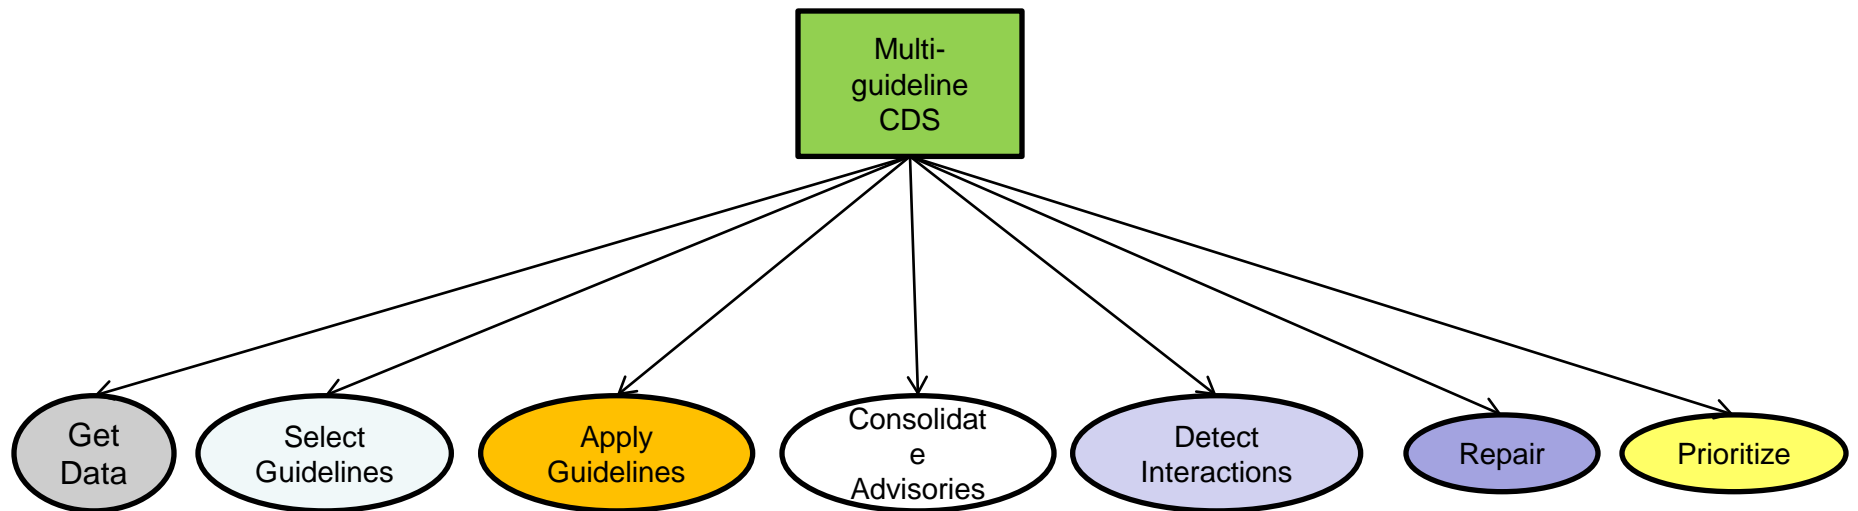 Multi-
guideline
CDS
Get
Data
Select
Guidelines
Apply
Guidelines
Consolidat
e
Advisories
Detect
Interactions
Repair
Prioritize